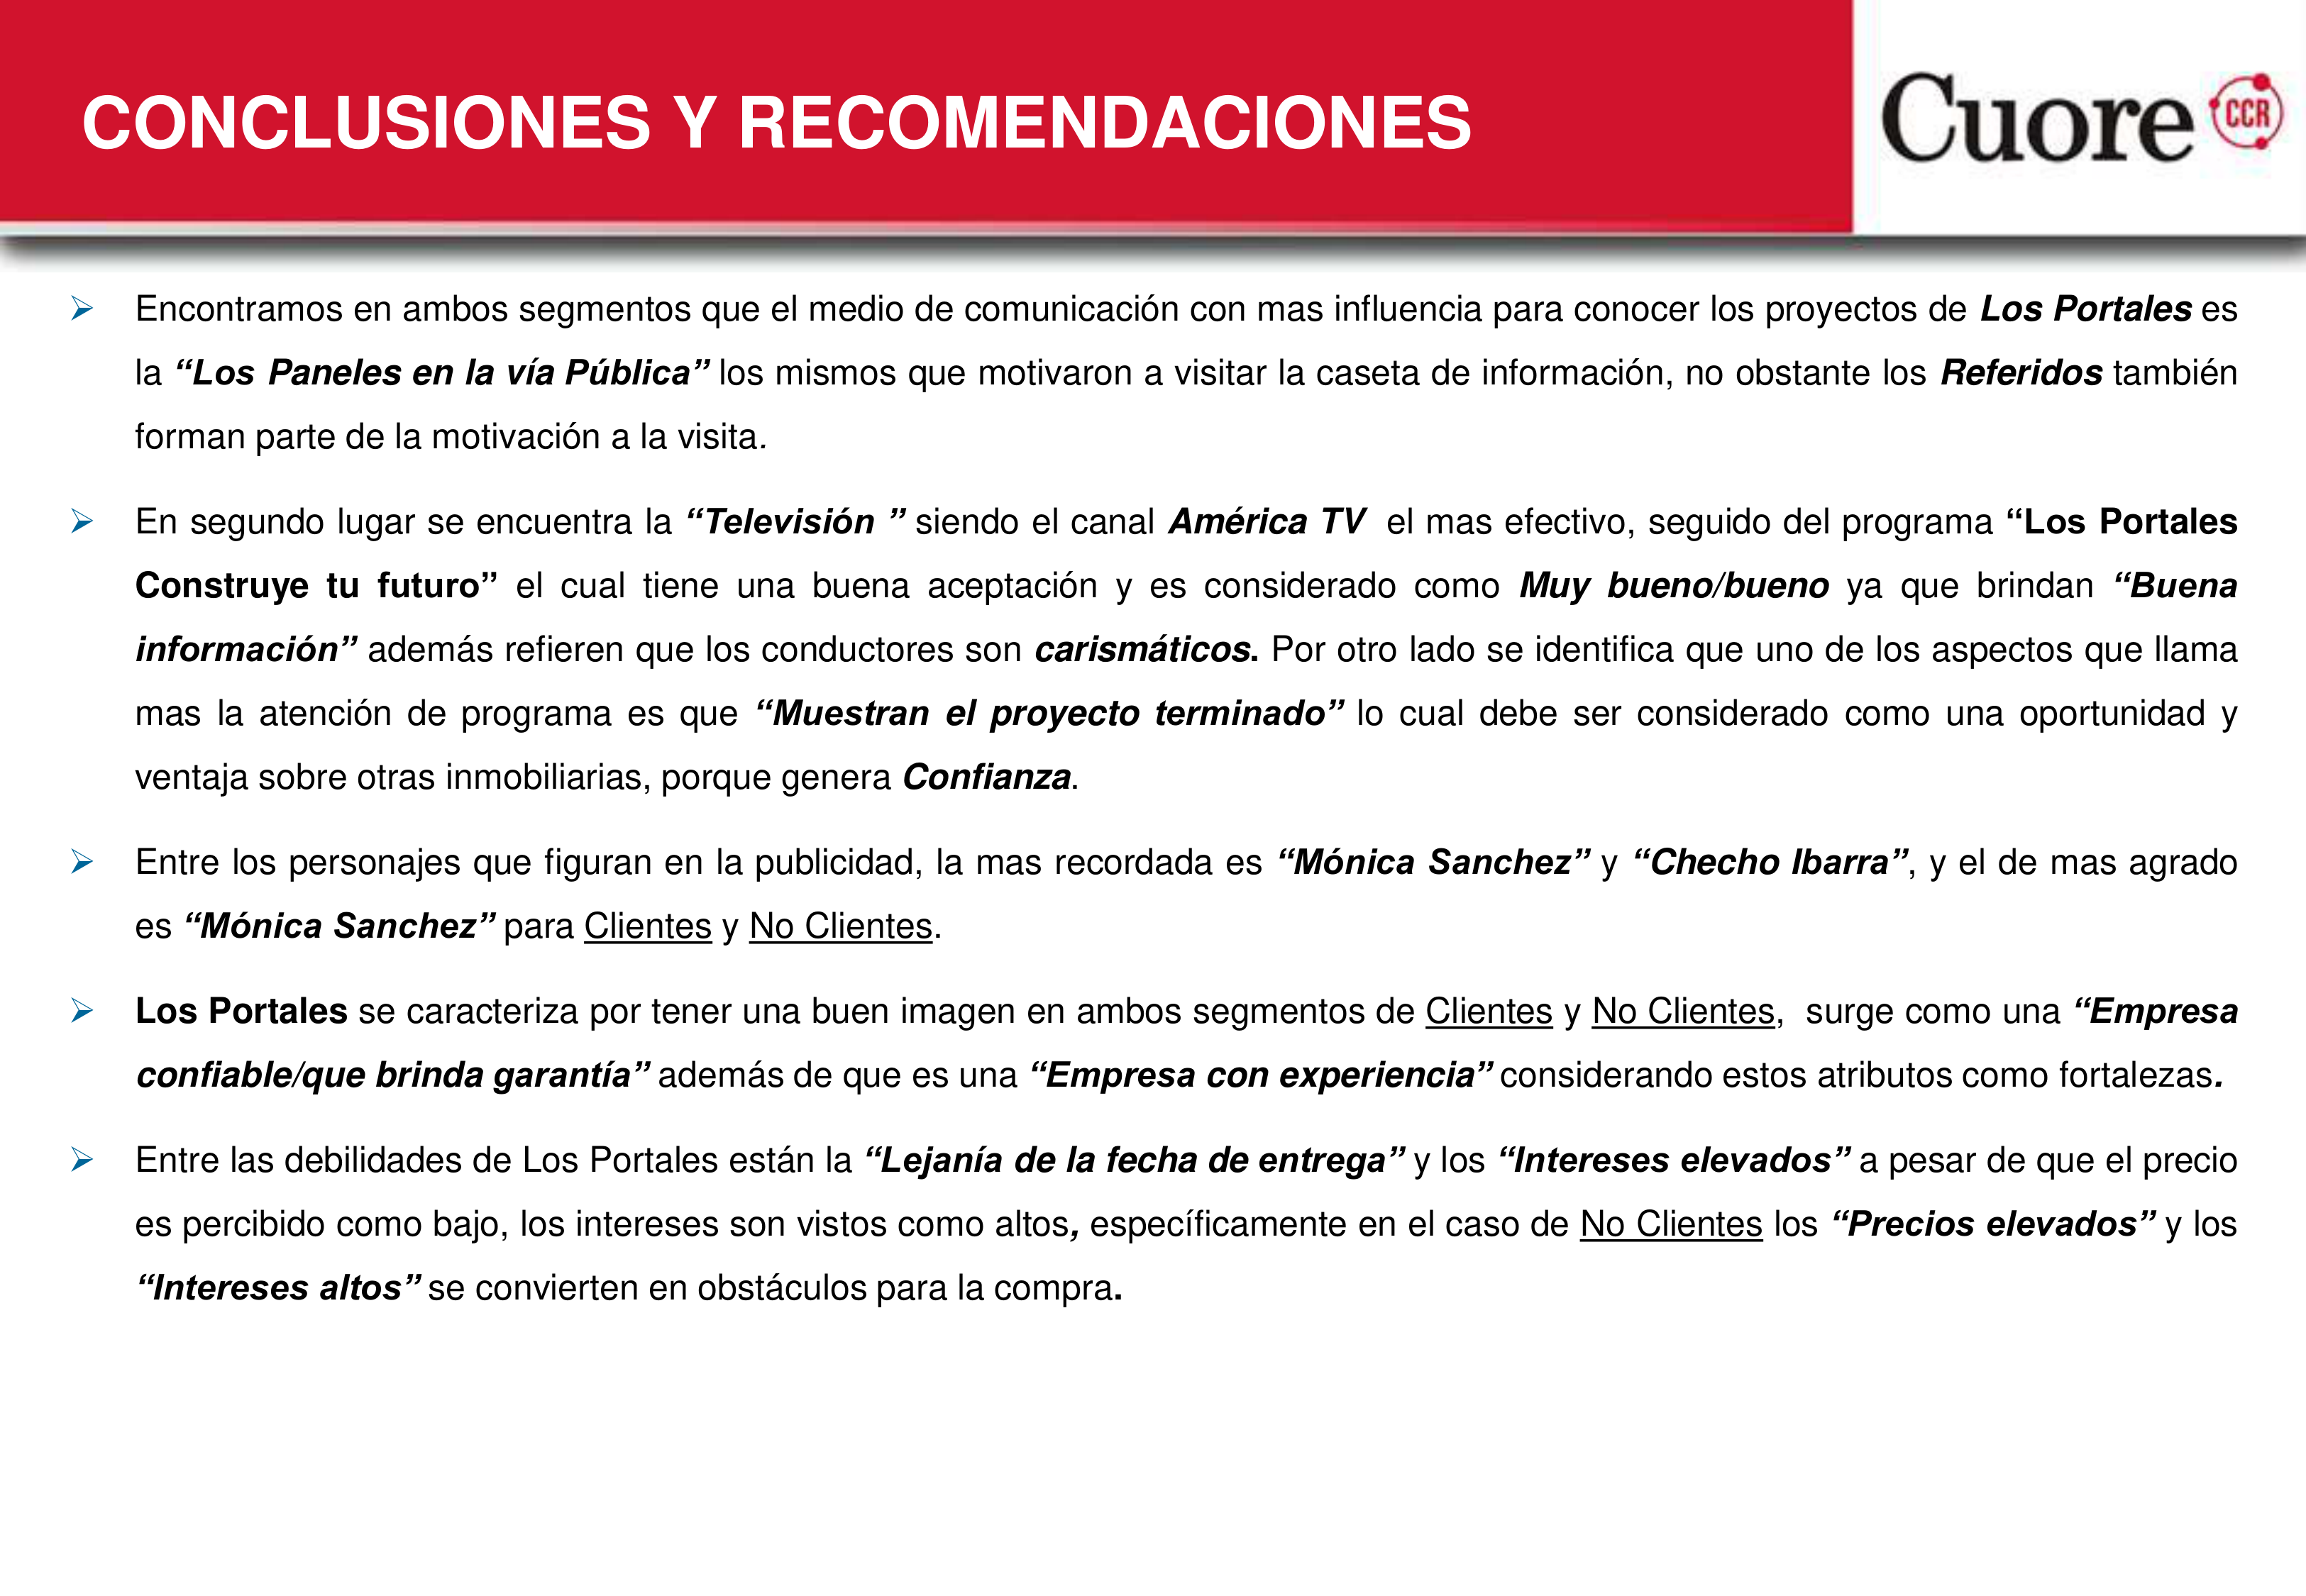 CONCLUSIONES Y RECOMENDACIONES
Cuore CCR
Encontramos en ambos segmentos que el medio de comunicación con mas influencia para conocer los proyectos de Los Portales es
la “Los Paneles en la vía Pública” los mismos que motivaron a visitar la caseta de información, no obstante los Referidos también
forman parte de la motivación a la visita.
En segundo lugar se encuentra la “Televisión ” siendo el canal América TV el mas efectivo, seguido del programa “Los Portales
Construye tu futuro” el cual tiene una buena aceptación y es considerado como Muy bueno/bueno ya que brindan “Buena
información” además refieren que los conductores son carismáticos. Por otro lado se identifica que uno de los aspectos que llama
mas la atención de programa es que “Muestran el proyecto terminado” lo cual debe ser considerado como una oportunidad y
ventaja sobre otras inmobiliarias, porque genera Confianza.
Entre los personajes que figuran en la publicidad, la mas recordada es “Mónica Sanchez” y “Checho Ibarra”, y el de mas agrado
es “Mónica Sanchez” para Clientes y No Clientes.
Los Portales se caracteriza por tener una buen imagen en ambos segmentos de Clientes y No Clientes, surge como una “Empresa
confiable/que brinda garantía” además de que es una “Empresa con experiencia” considerando estos atributos como fortalezas.
Entre las debilidades de Los Portales están la “Lejanía de la fecha de entrega” y los “Intereses elevados” a pesar de que el precio
es percibido como bajo, los intereses son vistos como altos, específicamente en el caso de No Clientes los “Precios elevados” y los
“Intereses altos” se convierten en obstáculos para la compra.